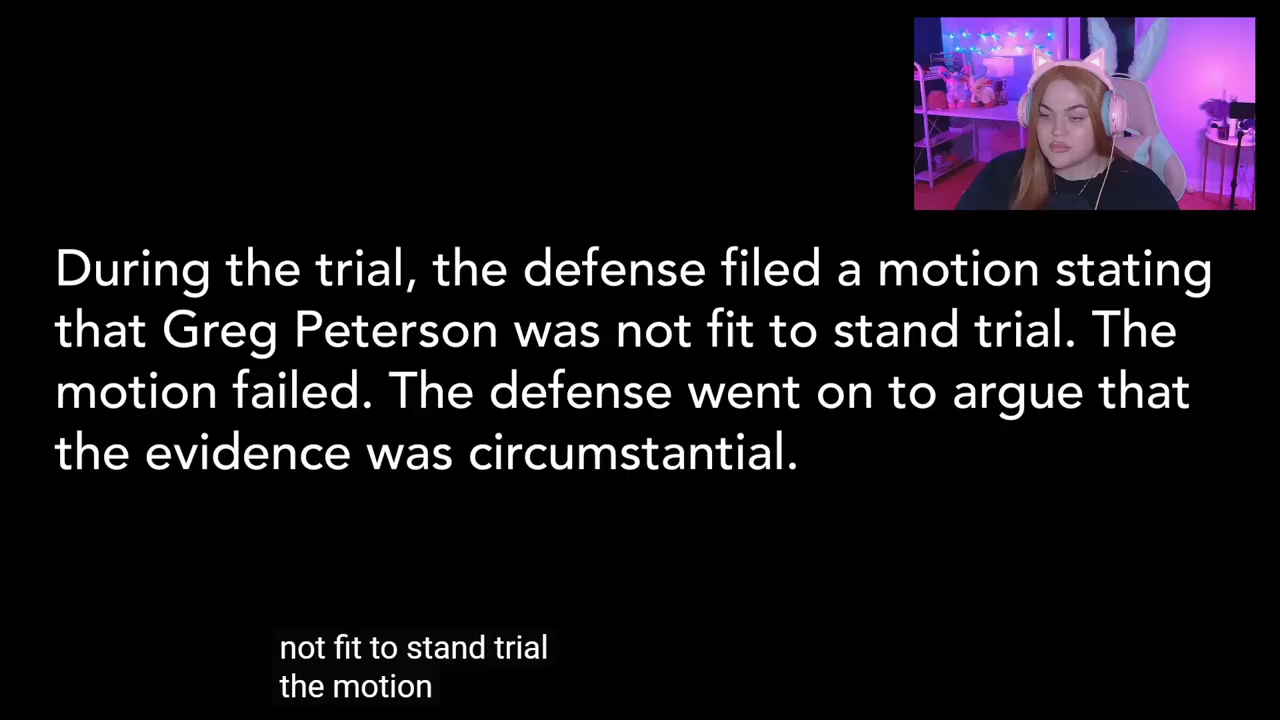 During the trial, the defense filed a motion stating
that Greg Peterson was not fit to stand trial. The
motion failed. The defense went on to argue that
the evidence was circumstantial.
not fit to stand trial
the motion